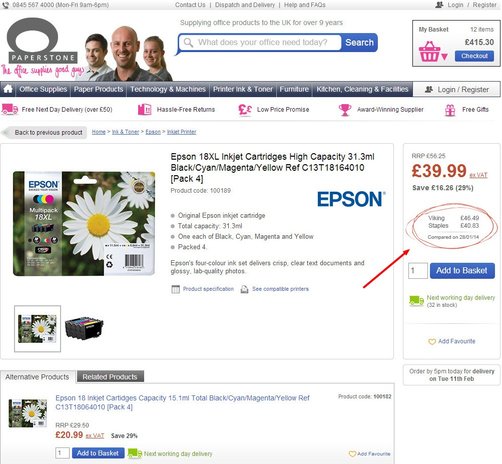 0845 567 4000 (Mon-Fri 9am-6pm)
Contact Us | Dispatch and Delivery | Help and FAQs
Login / Register
PAPERSTONE
The office supplies good guys
Supplying office products to the UK for over 9 years
What do your office need today?
Search
My Basket
12 items
£415.30
Checkout
Home
Office Supplies
Paper Products
Technology & Machines
Printer Ink & Toner
Furniture
Kitchen, Cleaning & Facilities
Login / Register
Free Next Day Delivery (over £50)
Hassle-Free Returns
Low Price Promise
Award-Winning Supplier
Free Gifts
Back to previous product
Home > Ink & Toner > Epson > Inkjet Printer
EPSON
Multipack
18XL
Epson 18XL Inkjet Cartridges High Capacity 31.3ml
Black/Cyan/Magenta/Yellow Ref C13T18164010
[Pack 4]
Product code: 100189
EPSON
Original Epson inkjet cartridge
Total capacity: 31.3ml
One each of Black, Cyan, Magenta and Yellow
Packed 4.
Epson's four-colour ink set delivers crisp, clear text documents and
glossy, lab-quality photos.
Product specification
See compatible printers
RRP £56.25
£39.99 ex VAT
Save £16.26 (29%)
Viking £45.49
Staples £40.83
Compared on 28/01/14
1
Add to Basket
Next working day delivery
(32 in stock)
Add Favourite
Order by 5pm today for delivery
on Tue 11th Feb
Alternative Products
Related Products
Epson 18 Inkjet Cartidges Capacity 15.1ml Total Black/Cyan/Magenta/Yellow Ref
C13T18064010 [Pack 4]
Product code: 100182
RRP £29.50
£20.99 ex VAT Save 29%
1
Add to Basket
Next working day delivery
Add Favourite